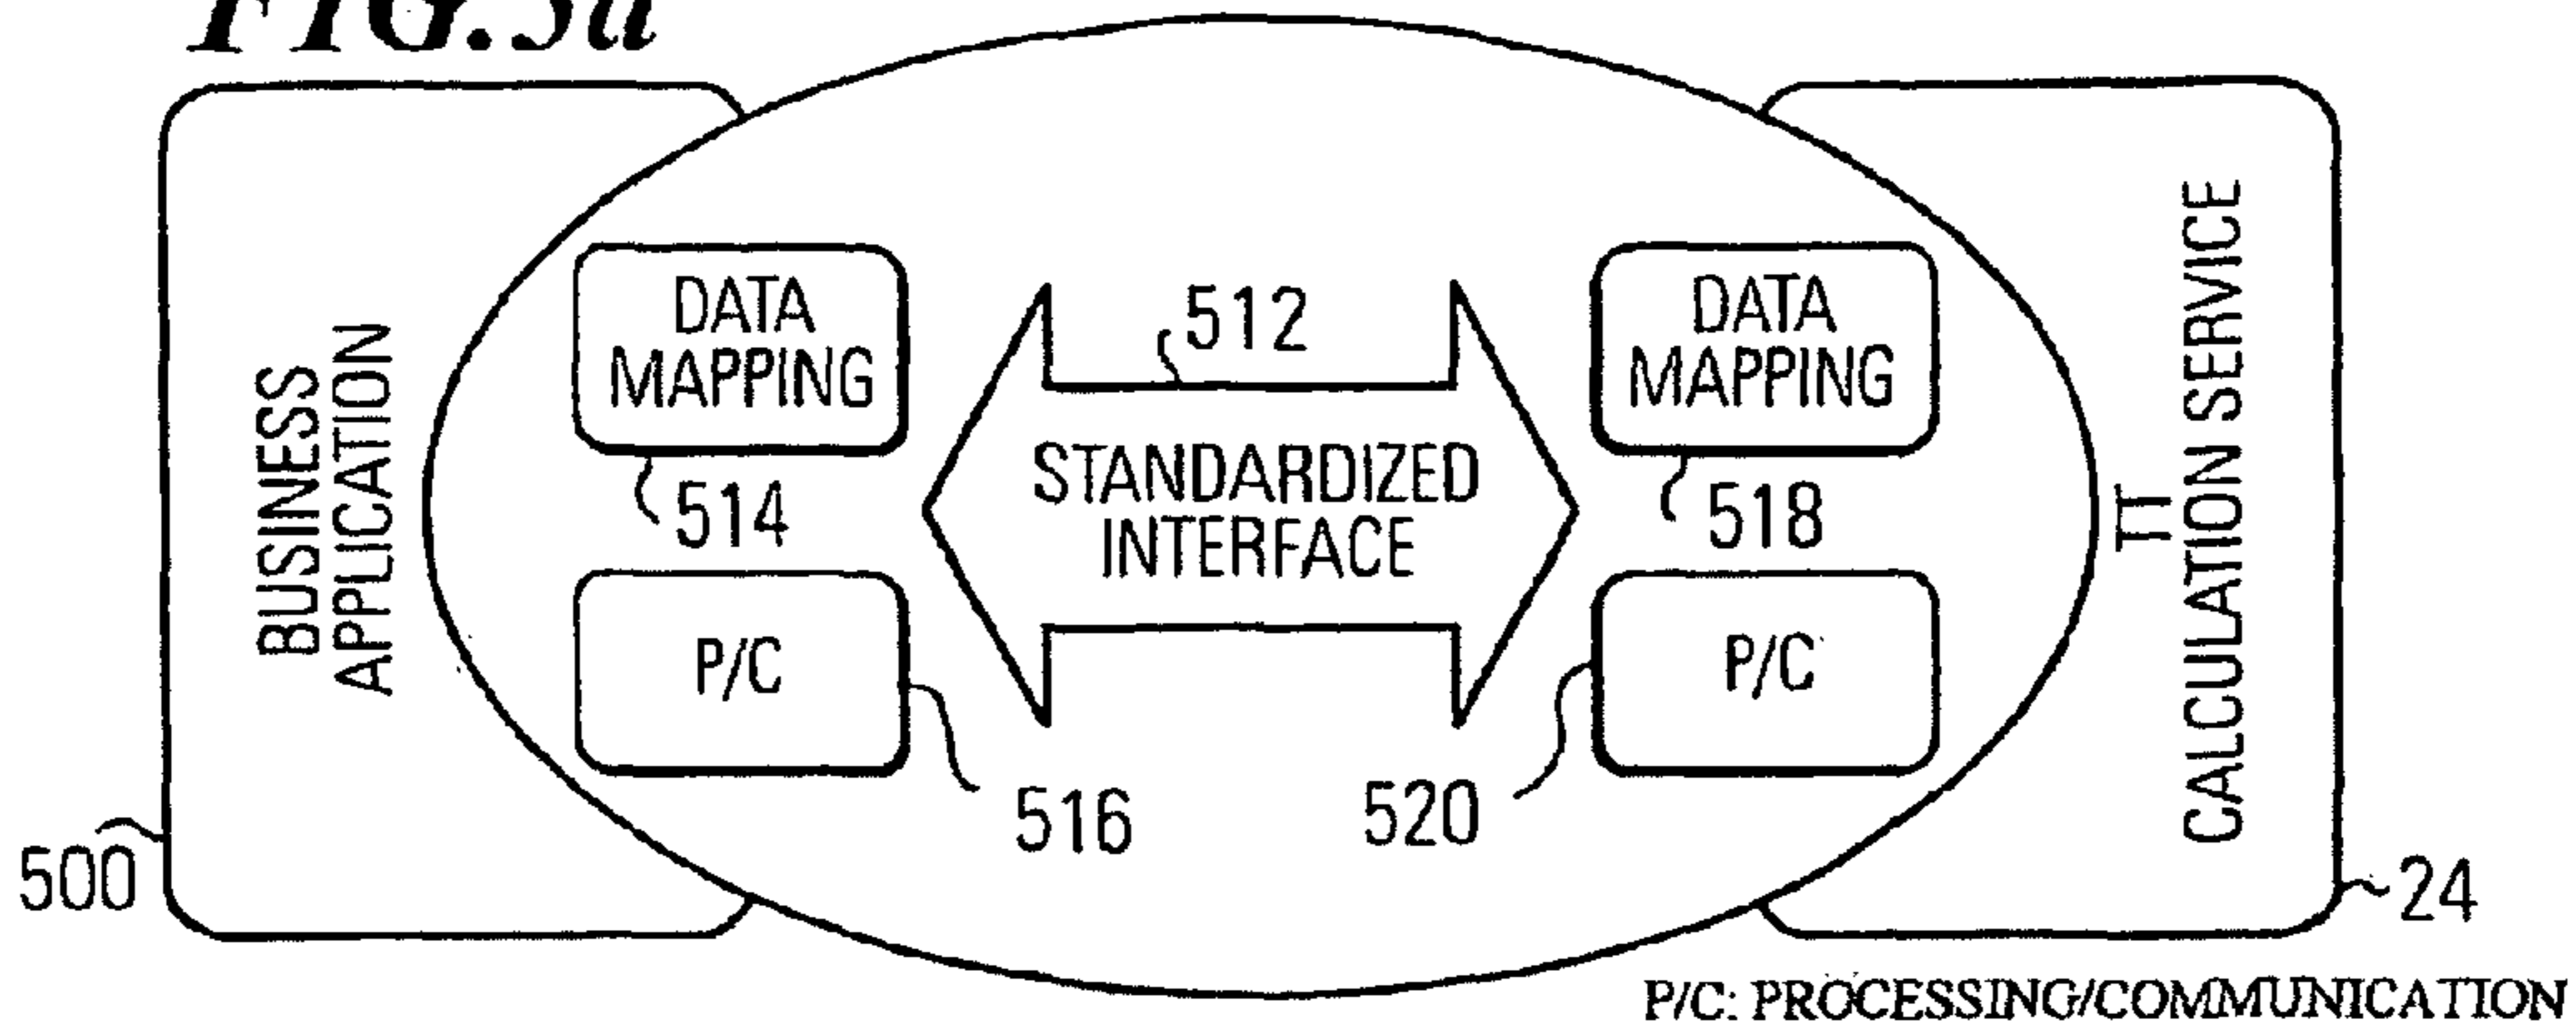 FIG.5a
BUSINESS
APPLICATION
DATA
MAPPING
514
P/C
516
512
STANDARDIZED
INTERFACE
DATA
MAPPING
518
P/C
520
TT
CALCULATION SERVICE
500
24
P/C: PROCESSING/COMMUNICATION